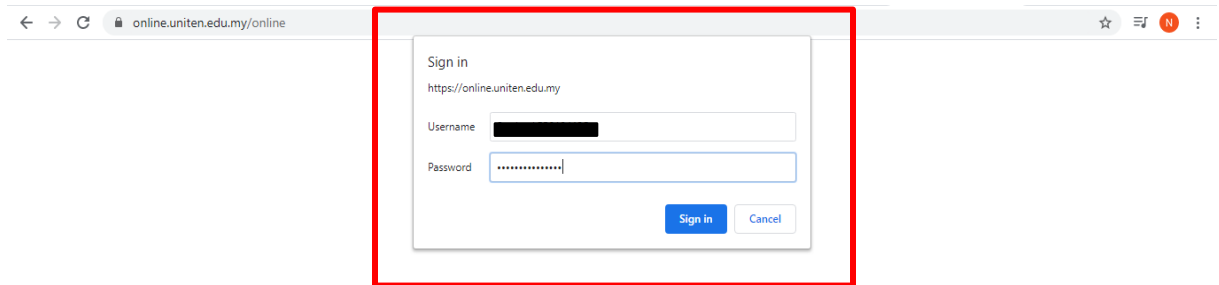 online.uniten.edu.my/online
N
Sign in
https://online.uniten.edu.my
Username
Password •••••••••••••••
Sign in Cancel